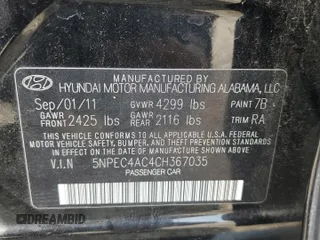 MANUFACTURED BY
HYUNDAI MOTOR MANUFACTURING ALABAMA, LLC
Sep/01/11 GVWR 4299 lbs PAINT 7B
GAWR FRONT 2425 lbs GAWR REAR 2116 lbs TRIM RA
THIS VEHICLE CONFORMS TO ALL APPLICABLE U.S.A. FEDERAL
MOTOR VEHICLE SAFETY, BUMPER, AND THEFT PREVENTION
STANDARDS IN EFFECT ON THE DATE OF MANUFACTURE SHOWN ABOVE.
V.I.N 5NPEC4AC4CH367035
PASSENGER CAR